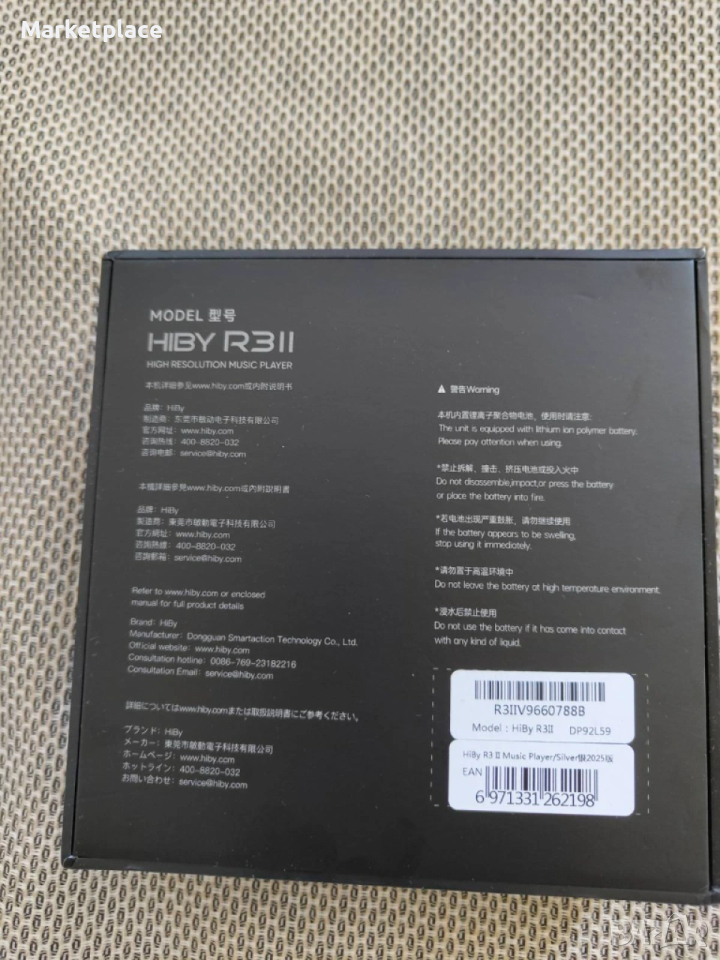 Marketplace
MODEL 型号
HIBY R3II
HIGH RESOLUTION MUSIC PLAYER
本机详细参见www.hiby.com或内附说明书
品牌：HiBy
制造商：东莞市敏动电子科技有限公司
官方网址：www.hiby.com
咨询热线：400-8820-032
咨询电邮：service@hiby.com
本機詳細參見www.hiby.com或內附說明書
品牌：HiBy
製造商：東莞市敏動電子科技有限公司
官方網址：www.hiby.com
咨詢熱線：400-8820-032
咨詢郵箱：service@hiby.com
Refer to www.hiby.com or enclosed
manual for full product details
Brand: HiBy
Manufacturer: Dongguan Smartaction Technology Co., Ltd.
Official website: www.hiby.com
Consultation hotline: 0086-769-23182216
Consultation Email: service@hiby.com
詳細についてはwww.hiby.comまたは取扱説明書にご参考ください。
ブランド：HiBy
メーカー：東莞市敏動電子科技有限公司
ホームページ：www.hiby.com
ホットライン：400-8820-032
お問い合わせ：service@hiby.com
警告Warning
本机内置锂离子聚合物电池，使用时请注意：
The unit is equipped with lithium ion polymer battery.
Please pay attention when using.
*禁止拆解、撞击、挤压电池或投入火中
Do not disassemble,impact,or press the battery
or place the battery into fire.
*若电池出现严重鼓胀，请勿继续使用
If the battery appears to be swelling,
stop using it immediately.
*请勿置于高温环境中
Do not leave the battery at high temperature environment.
*浸水后禁止使用
Do not use the battery if it has come into contact
with any kind of liquid.
R3IIV9660788B
Model : HiBy R3II DP92L59
HiBy R3 II Music Player/Silver银2025版
EAN
6 971331 262198